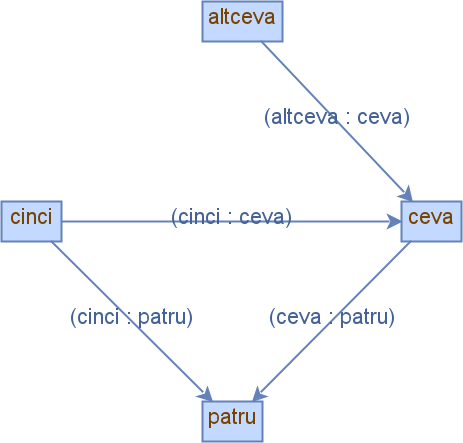 altceva
(altceva : ceva)
cinci
(cinci : ceva)
ceva
(cinci : patru)
(ceva : patru)
patru